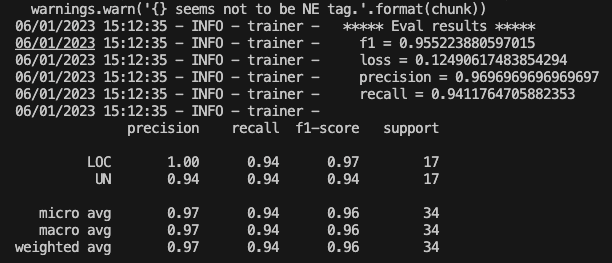 warnings.warn('{} seems not to be NE tag.'.format(chunk))
06/01/2023 15:12:35 - INFO - trainer -   ***** Eval results *****
06/01/2023 15:12:35 - INFO - trainer -     f1 = 0.955223880597015
06/01/2023 15:12:35 - INFO - trainer -     loss = 0.12490617483854294
06/01/2023 15:12:35 - INFO - trainer -     precision = 0.9696969696969697
06/01/2023 15:12:35 - INFO - trainer -     recall = 0.9411764705882353
06/01/2023 15:12:35 - INFO - trainer -
precision    recall  f1-score   support
LOC       1.00      0.94      0.97        17
UN       0.94      0.94      0.94        17
micro avg       0.97      0.94      0.96        34
macro avg       0.97      0.94      0.96        34
weighted avg       0.97      0.94      0.96        34